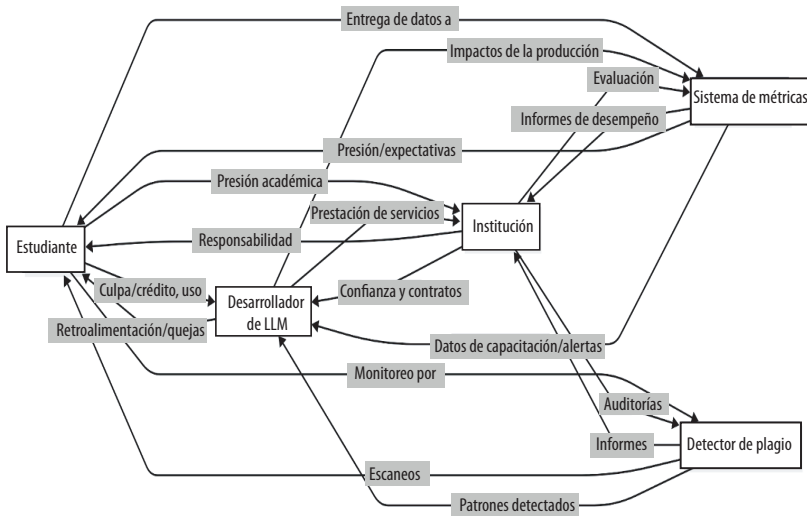 Entrega de datos a
Impactos de la producción
Evaluación
Sistema de métricas
Informes de desempeño
Presión/expectativas
Presión académica
Prestación de servicios
Institución
Estudiante
Responsabilidad
Culpa/crédito, uso
Desarrollador
de LLM
Confianza y contratos
Retroalimentación/quejas
Datos de capacitación/alertas
Monitoreo por
Auditorías
Informes
Detector de plagio
Escaneos
Patrones detectados